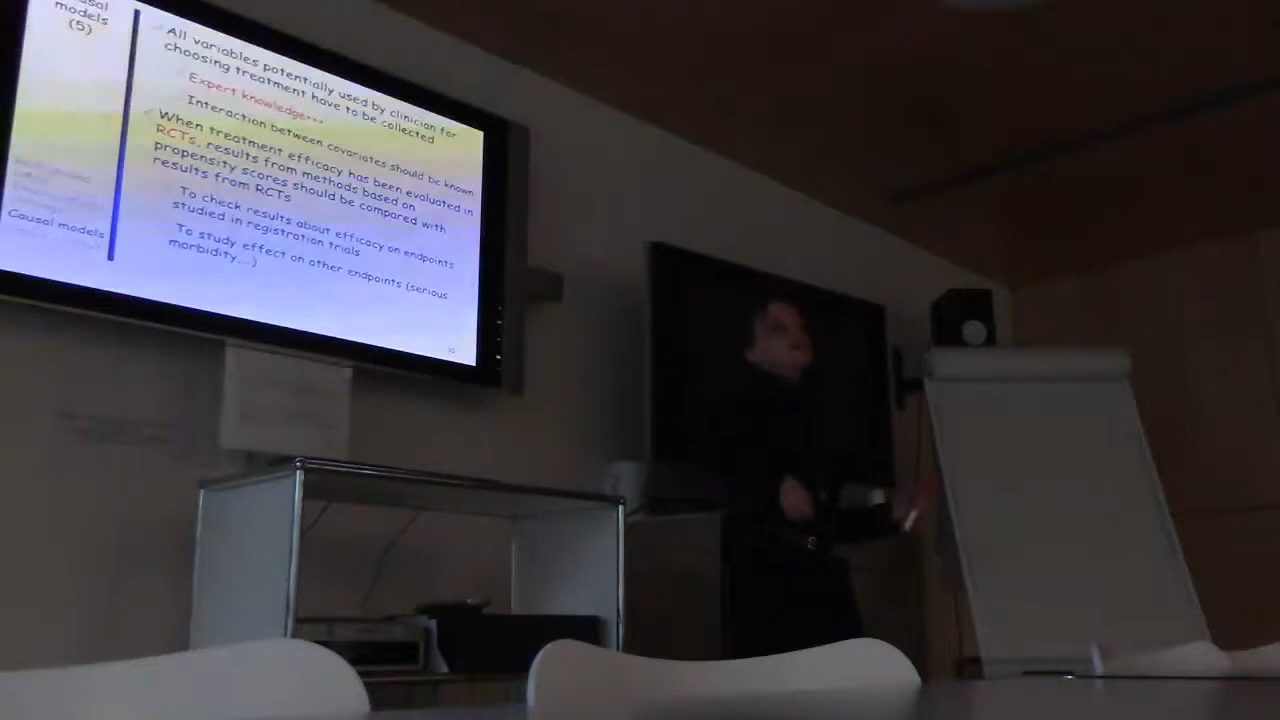 models
(5)
All variables potentially used by clinician for
choosing treatment have to be collected
Expert knowledge...
Interaction between covariates should be known
When treatment efficacy has been evaluated in
RCTs, results from methods based on
propensity scores should be compared with
results from RCTs
To check results about efficacy on endpoints
studied in registration trials
To study effect on other endpoints (serious
morbidity,...)
Causal models
10